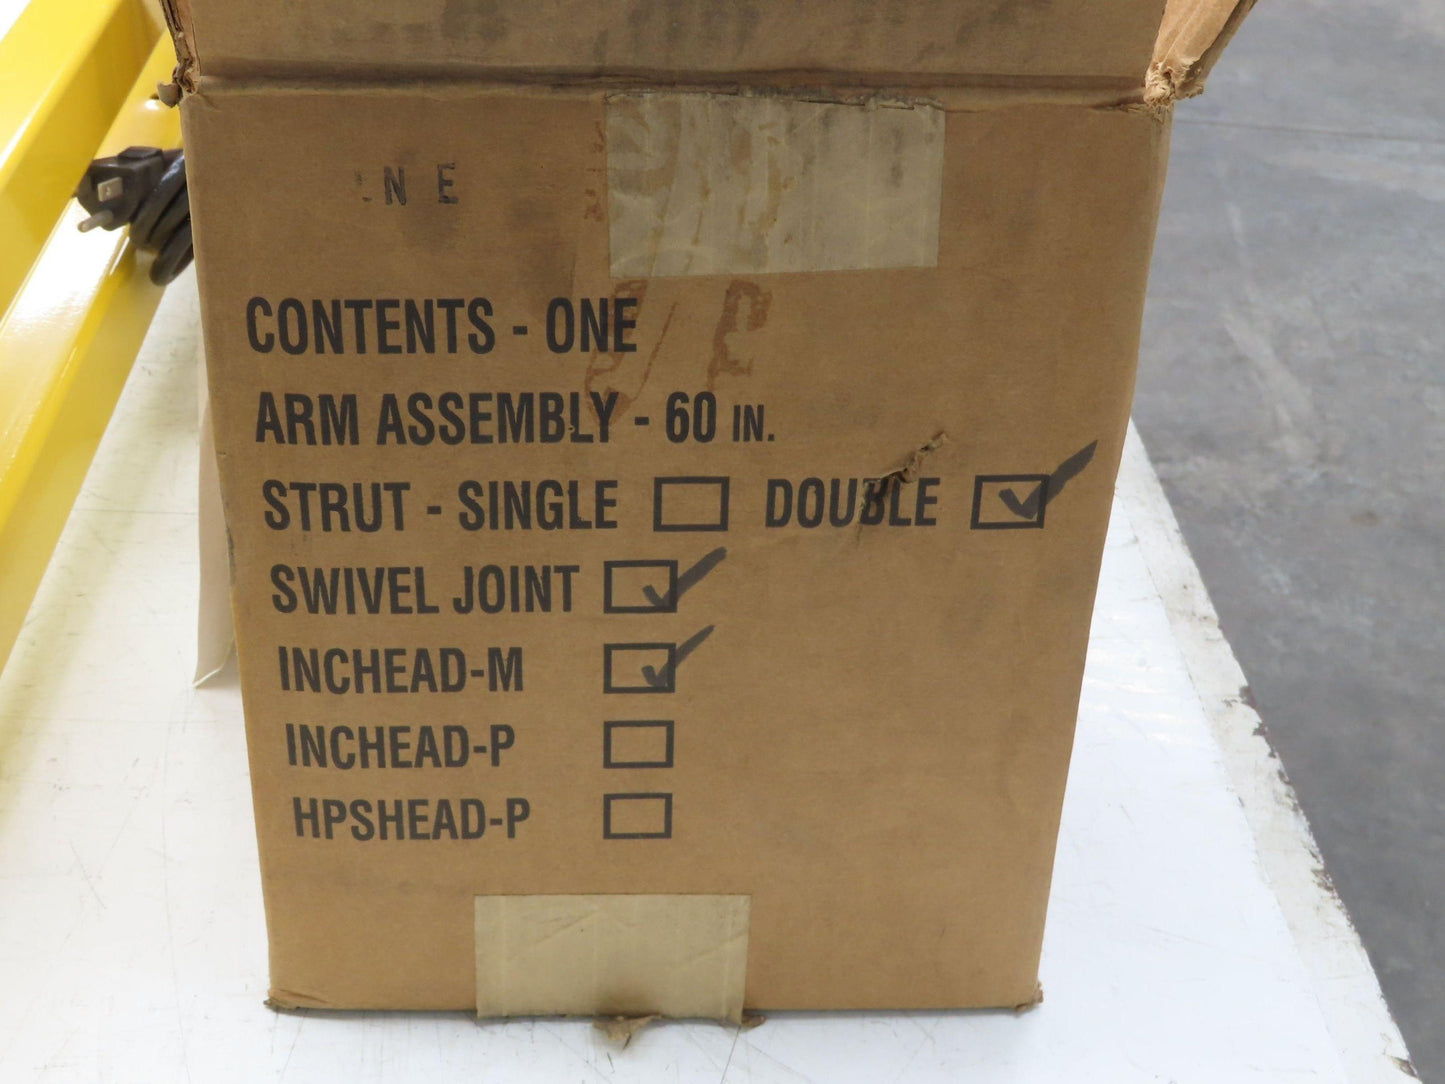 NE
CONTENTS - ONE
ARM ASSEMBLY - 60 IN.
STRUT - SINGLE ☐ DOUBLE ☑
SWIVEL JOINT ☑
INCHEAD-M ☑
INCHEAD-P ☐
HPSHEAD-P ☐